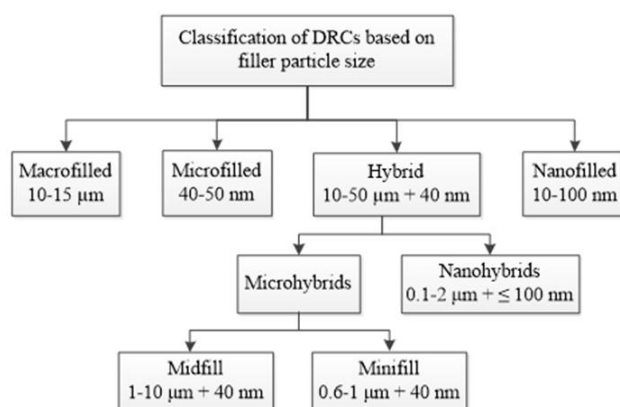 Classification of DRCs based on
filler particle size
Macrofilled
10-15 μm
Microfilled
40-50 nm
Hybrid
10-50 μm + 40 nm
Nanofilled
10-100 nm
Microhybrids
Nanohybrids
0.1-2 μm + ≤ 100 nm
Midfill
1-10 μm + 40 nm
Minifill
0.6-1 μm + 40 nm